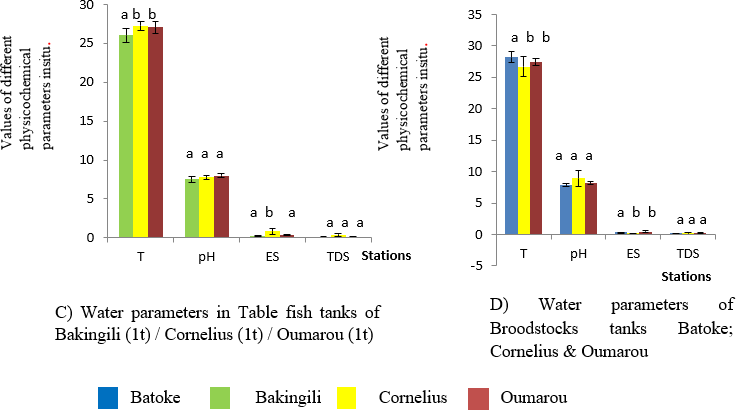 Values of different
physicochemical
parameters insitu.
30
25
20
15
10
5
0
a b b
a a a
a b a
a a a
T pH ES TDS Stations
C) Water parameters in Table fish tanks of
Bakingili (1t) / Cornelius (1t) / Oumarou (1t)
Values of different
physicochemical
parameters insitu.
35
30
25
20
15
10
5
0
-5
a b b
a a a
a b b
a a a
T pH ES TDS
Stations
D) Water parameters of
Broodstocks tanks Batoke;
Cornelius & Oumarou
Batoke Bakingili Cornelius Oumarou